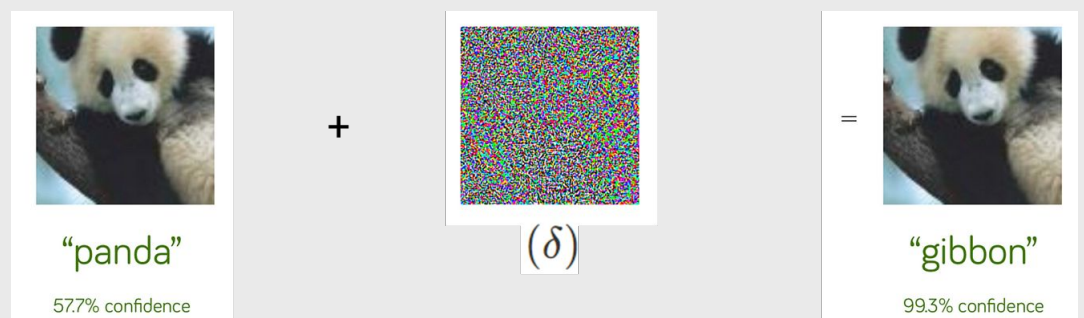 +
=
(δ)
“panda”
“gibbon”
57.7% confidence
99.3% confidence